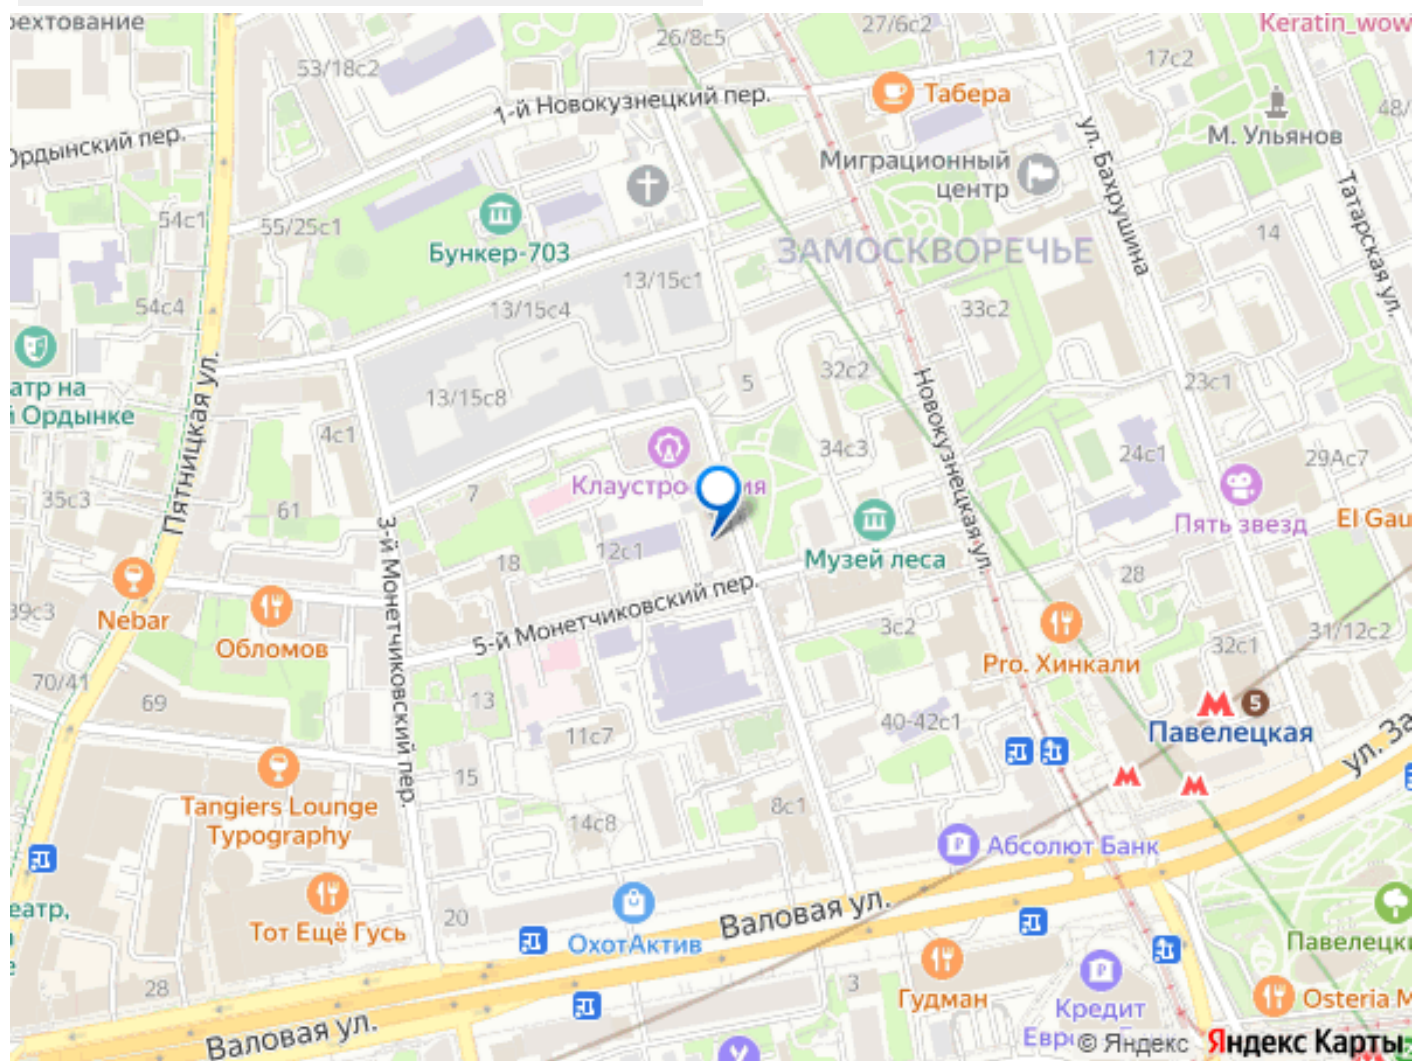 рехтование
26/8с5
27/6с2
Keratin_wow
53/18с2
17с2
1-й Новокузнецкий пер.
Табера
48/
Ордынский пер.
ул. Бахрушина
М. Ульянов
Миграционный
центр
Татарская ул.
54с1
55/25с1
Бункер-703
ЗАМОСКВОРЕЧЬЕ
14
13/15с1
54с4
13/15с4
33с2
атр на
й Ордынке
Пятницкая ул.
13/15с8
5
32с2
23с1
Новокузнецкая ул.
4с1
34с3
24с1
29Ас7
35с3
61
7
Клаустро
ия
Пять звезд
El Gau
3-й Монетчиковский пер.
18
12с1
Музей леса
28
39с3
Nebar
Обломов
5-й Монетчиковский пер.
3с2
Pro. Хинкали
32с1
31/12с2
70/41
69
13
11с7
40-42с1
5
Павелецкая
ул. За
15
Tangiers Lounge
Typography
14с8
8с1
Абсолют Банк
еатр,
е
Тот Ещё Гусь
20
ОхотАктив
Валовая ул.
Павелецки
28
3
Гудман
Кредит
Евр
Osteria M
Валовая ул.
© Яндекс
Яндекс Карты